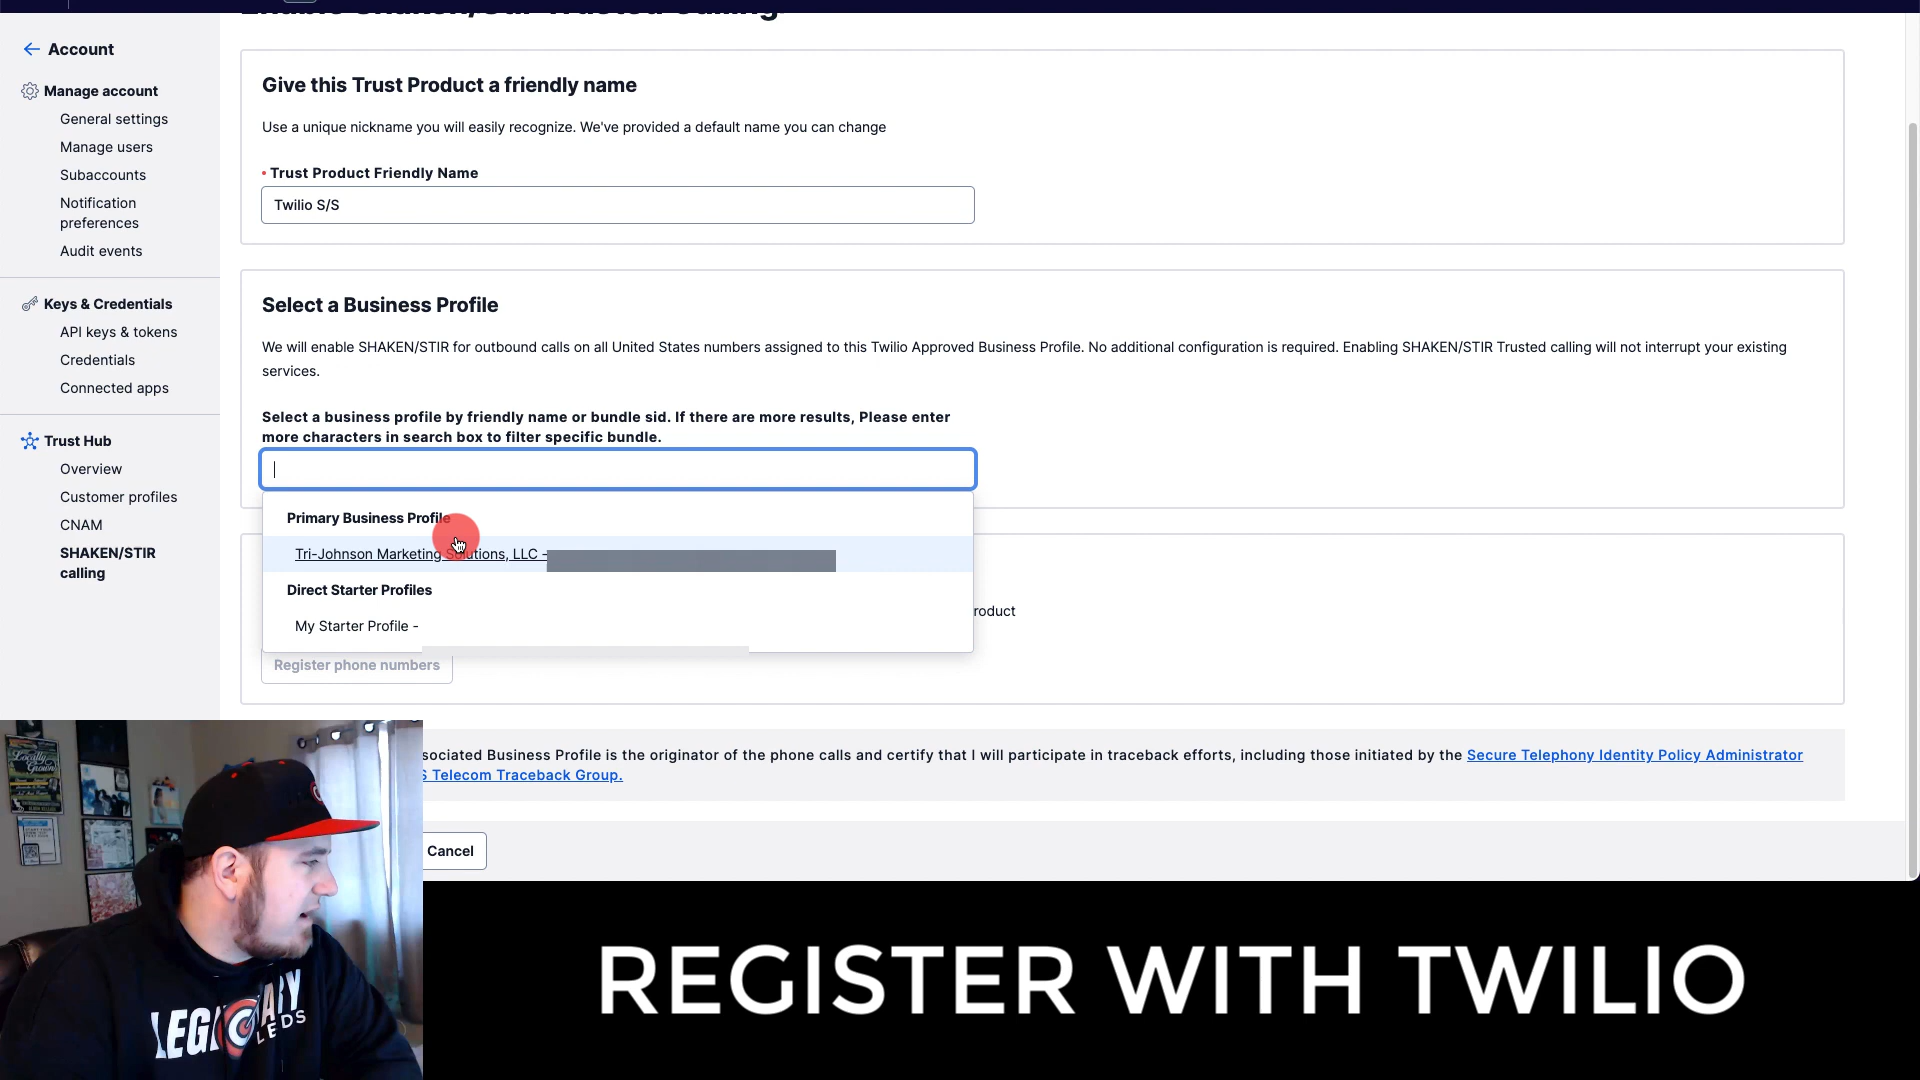 Account
Manage account
General settings
Manage users
Subaccounts
Notification
preferences
Audit events
Keys & Credentials
API keys & tokens
Credentials
Connected apps
Trust Hub
Overview
Customer profiles
CNAM
SHAKEN/STIR
calling
Give this Trust Product a friendly name
Use a unique nickname you will easily recognize. We've provided a default name you can change
Trust Product Friendly Name
Twilio S/S
Select a Business Profile
We will enable SHAKEN/STIR for outbound calls on all United States numbers assigned to this Twilio Approved Business Profile. No additional configuration is required. Enabling SHAKEN/STIR Trusted calling will not interrupt your existing
services.
Select a business profile by friendly name or bundle sid. If there are more results, Please enter
more characters in search box to filter specific bundle.
Primary Business Profile
Tri-Johnson Marketing Solutions, LLC -
Direct Starter Profiles
My Starter Profile -
roduct
Register phone numbers
sociated Business Profile is the originator of the phone calls and certify that I will participate in traceback efforts, including those initiated by the Secure Telephony Identity Policy Administrator
S Telecom Traceback Group.
Cancel
REGISTER WITH TWILIO